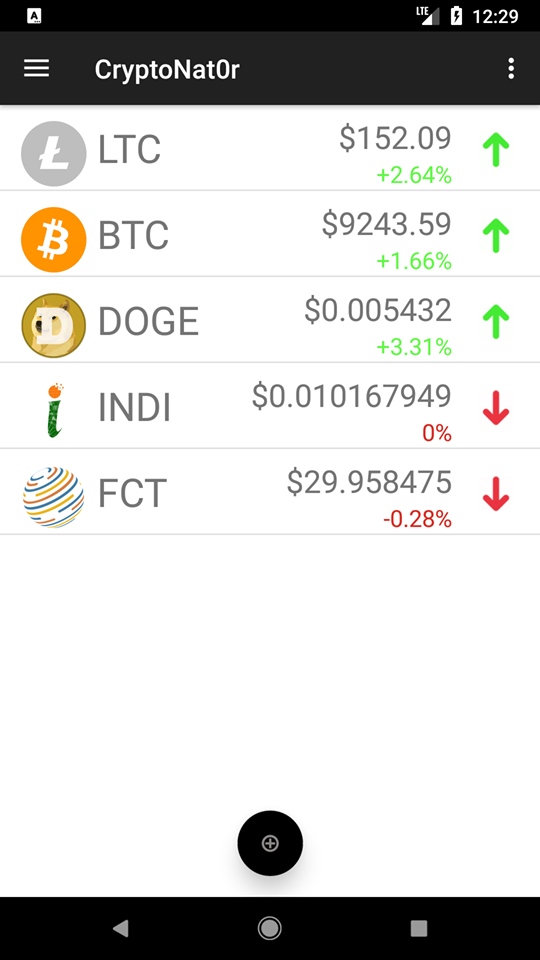 A
LTE
12:29
CryptoNat0r
LTC
$152.09
+2.64%
BTC
$9243.59
+1.66%
DOGE
$0.005432
+3.31%
INDI
$0.010167949
0%
FCT
$29.958475
-0.28%